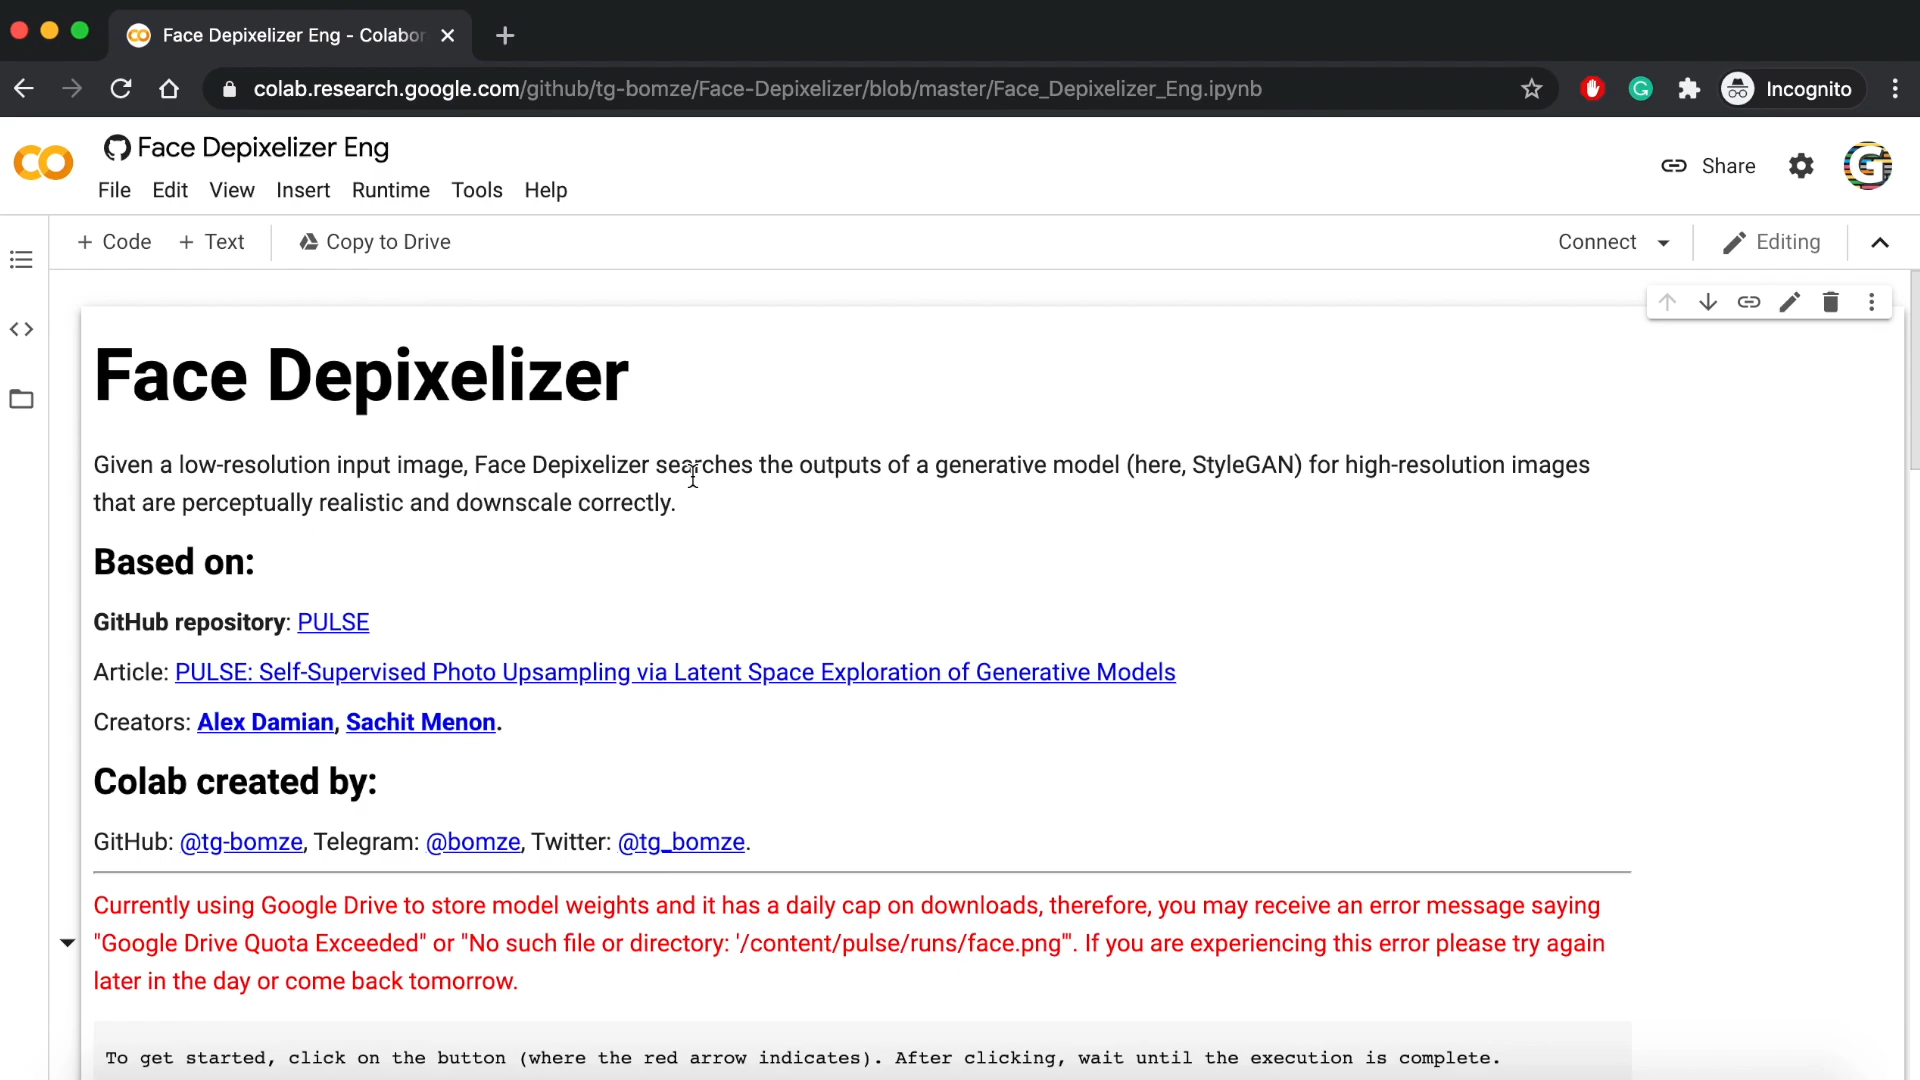 Face Depixelizer Eng - Colabor
colab.research.google.com/github/tg-bomze/Face-Depixelizer/blob/master/Face_Depixelizer_Eng.ipynb
Incognito
Face Depixelizer Eng
Share
File Edit View Insert Runtime Tools Help
+ Code + Text Copy to Drive Connect Editing
Face Depixelizer
Given a low-resolution input image, Face Depixelizer searches the outputs of a generative model (here, StyleGAN) for high-resolution images
that are perceptually realistic and downscale correctly.
Based on:
GitHub repository: PULSE
Article: PULSE: Self-Supervised Photo Upsampling via Latent Space Exploration of Generative Models
Creators: Alex Damian, Sachit Menon.
Colab created by:
GitHub: @tg-bomze, Telegram: @bomze, Twitter: @tg_bomze.
Currently using Google Drive to store model weights and it has a daily cap on downloads, therefore, you may receive an error message saying
"Google Drive Quota Exceeded" or "No such file or directory: '/content/pulse/runs/face.png'". If you are experiencing this error please try again
later in the day or come back tomorrow.
To get started, click on the button (where the red arrow indicates). After clicking, wait until the execution is complete.